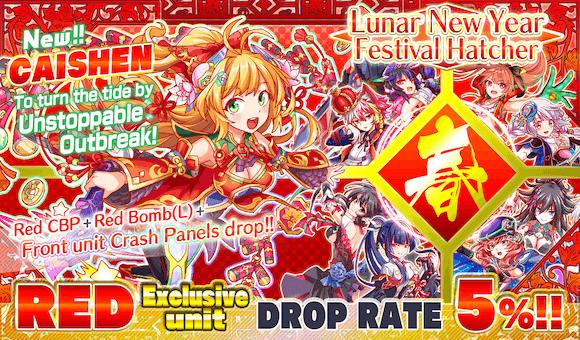 New!!
CAISHEN
To turn the tide by
Unstoppable
Outbreak!
Red CBP + Red Bomb(L) +
Front unit Crash Panels drop!!
Lunar New Year
Festival Hatcher
春
RED Exclusive unit DROP RATE 5%!!